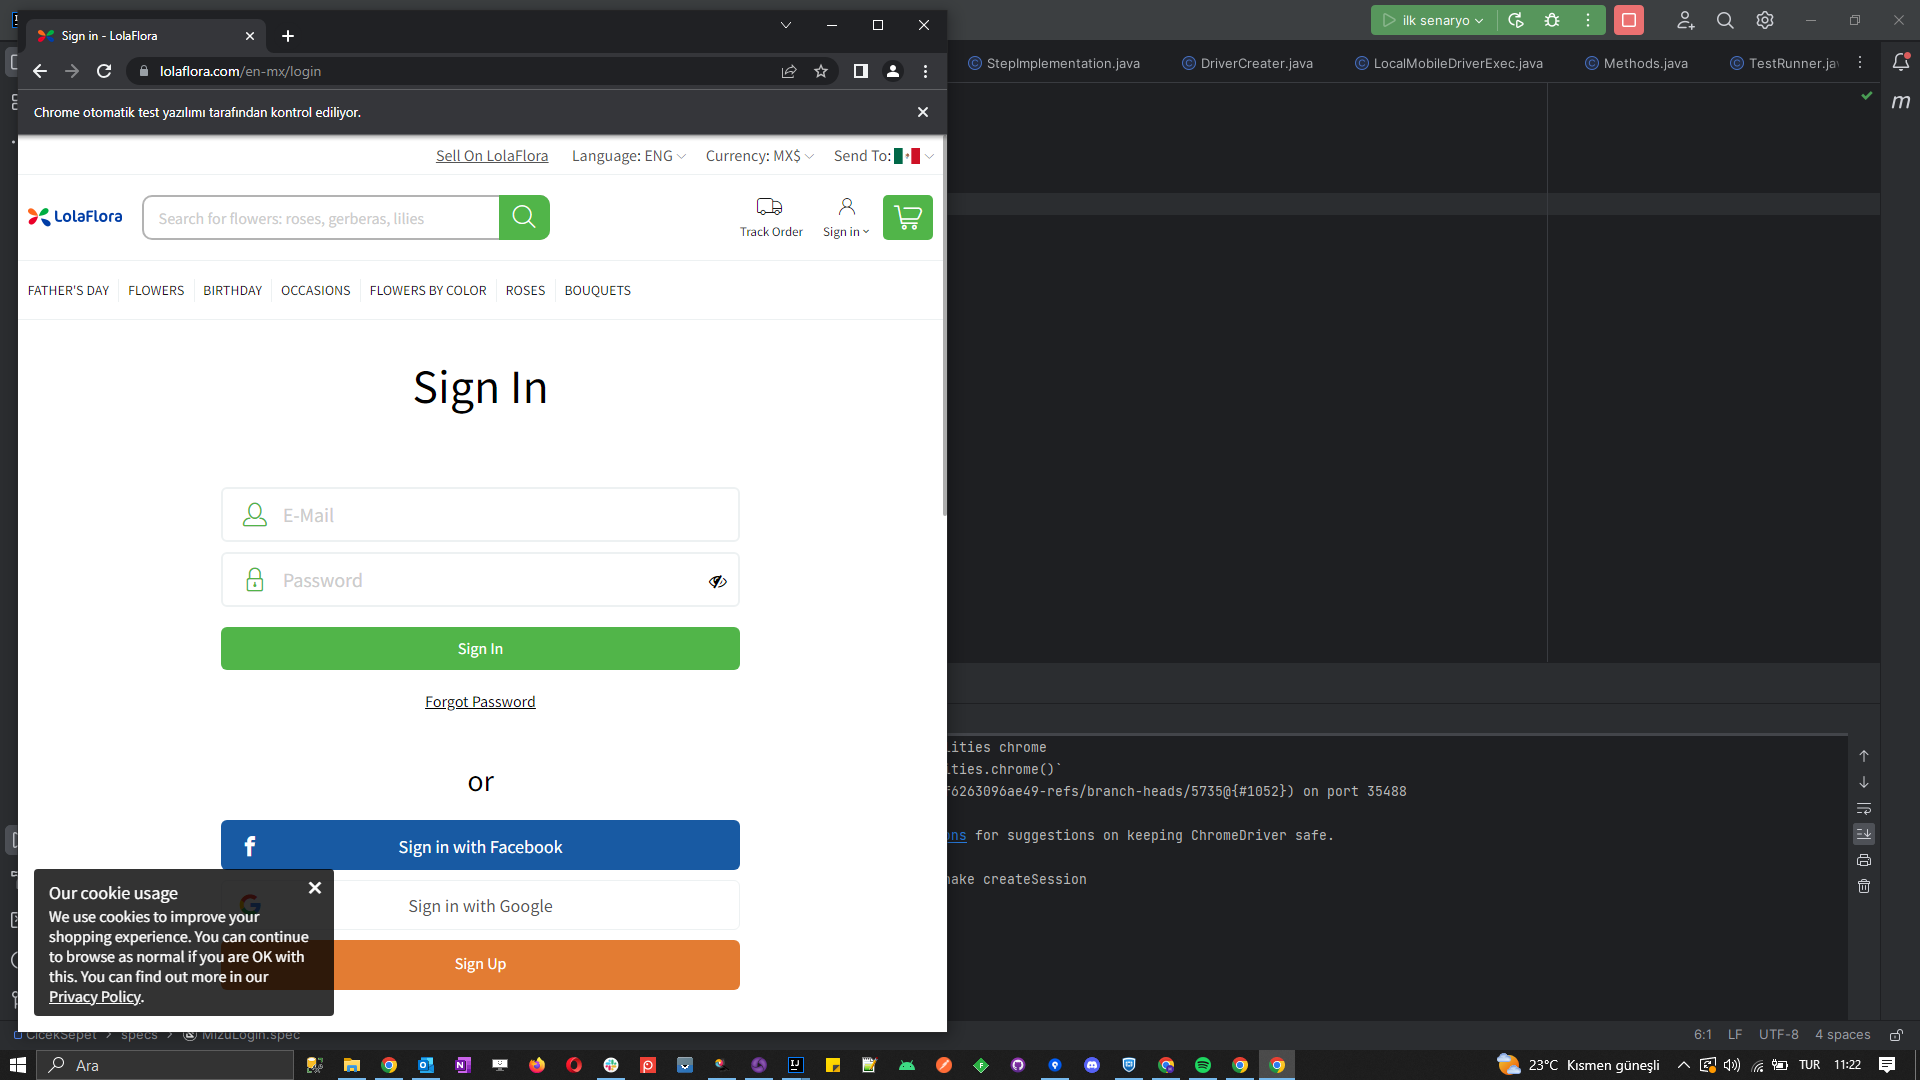 Sign in - LolaFlora
lolaflora.com/en-mx/login
Chrome otomatik test yazılımı tarafından kontrol ediliyor.
Sell On LolaFlora Language: ENG Currency: MX$ Send To:
LolaFlora
Search for flowers: roses, gerberas, lilies
Track Order
Sign in
FATHER'S DAY FLOWERS BIRTHDAY OCCASIONS FLOWERS BY COLOR ROSES BOUQUETS
Sign In
E-Mail
Password
Sign In
Forgot Password
or
Sign in with Facebook
Sign in with Google
Sign Up
Our cookie usage
We use cookies to improve your
shopping experience. You can continue
to browse as normal if you are OK with
this. You can find out more in our
Privacy Policy.
ilk senaryo
StepImplementation.java DriverCreater.java LocalMobileDriverExec.java Methods.java TestRunner.ja
m
ities chrome
ties.chrome()`
f6263096ae49-refs/branch-heads/5735@{#1052}) on port 35488
ons for suggestions on keeping ChromeDriver safe.
make createSession
CicekSepet > specs > MizuLogin.spec
6:1 LF UTF-8 4 spaces
Ara
23°C Kısmen güneşli
TUR 11:22